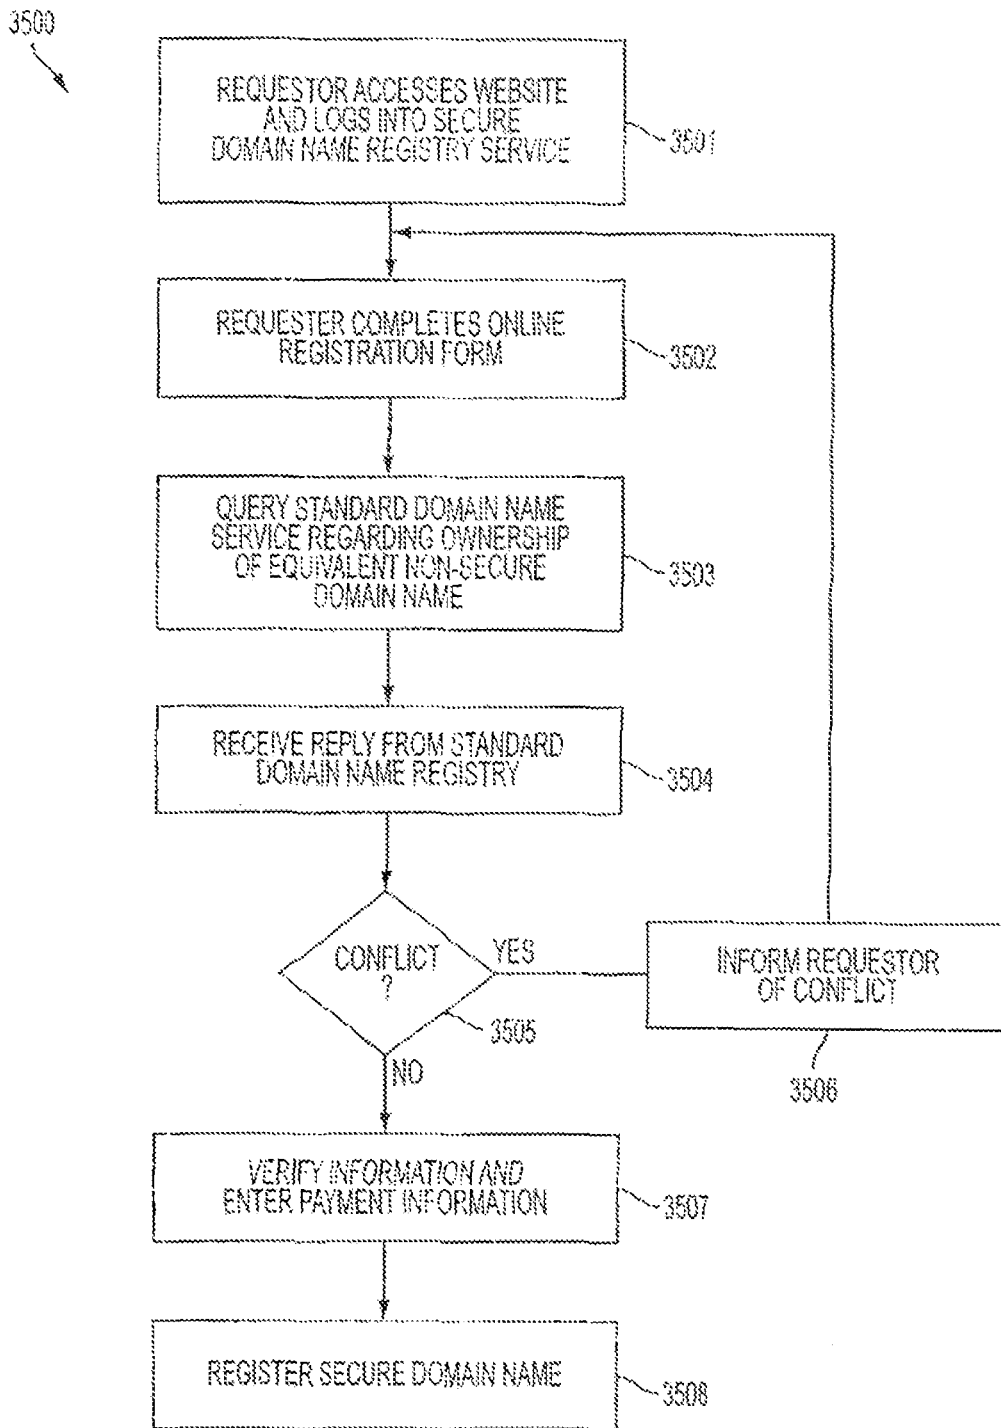 3500
REQUESTOR ACCESSES WEBSITE
AND LOGS INTO SECURE
DOMAIN NAME REGISTRY SERVICE
3501
REQUESTER COMPLETES ONLINE
REGISTRATION FORM
3502
QUERY STANDARD DOMAIN NAME
SERVICE REGARDING OWNERSHIP
OF EQUIVALENT NON-SECURE
DOMAIN NAME
3503
RECEIVE REPLY FROM STANDARD
DOMAIN NAME REGISTRY
3504
CONFLICT
?
YES
3505
NO
INFORM REQUESTOR
OF CONFLICT
3506
VERIFY INFORMATION AND
ENTER PAYMENT INFORMATION
3507
REGISTER SECURE DOMAIN NAME
3508